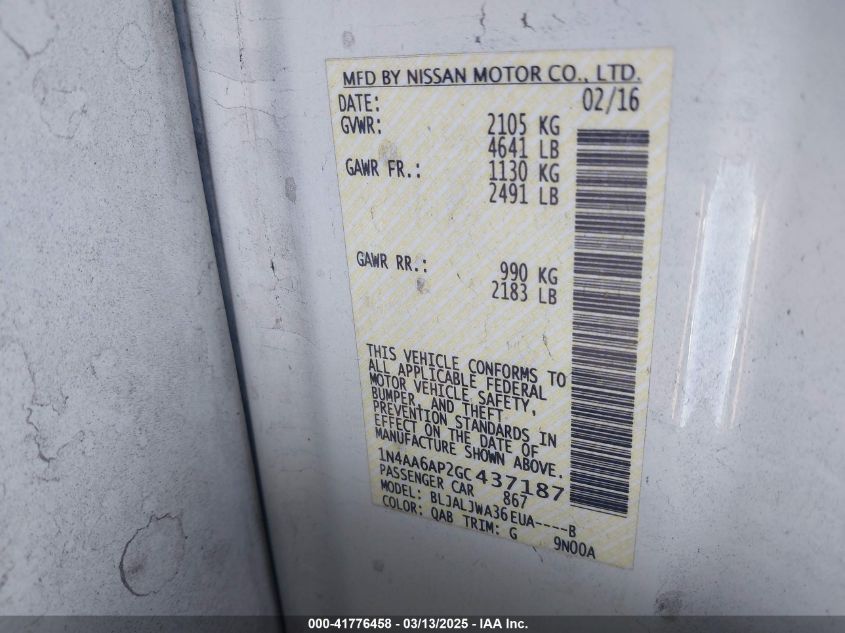 MFD BY NISSAN MOTOR CO., LTD.
DATE: 02/16
GVWR: 2105 KG
4641 LB
GAWR FR.: 1130 KG
2491 LB
GAWR RR.: 990 KG
2183 LB
THIS VEHICLE CONFORMS TO
ALL APPLICABLE FEDERAL
MOTOR VEHICLE SAFETY,
BUMPER, AND THEFT
PREVENTION STANDARDS IN
EFFECT ON THE DATE OF
MANUFACTURE SHOWN ABOVE.
1N4AA6AP2GC437187
PASSENGER CAR 867
MODEL: BLJALJWA36EUA----B
COLOR: QAB TRIM: G 9N00A
000-41776458 - 03/13/2025 - IAA Inc.